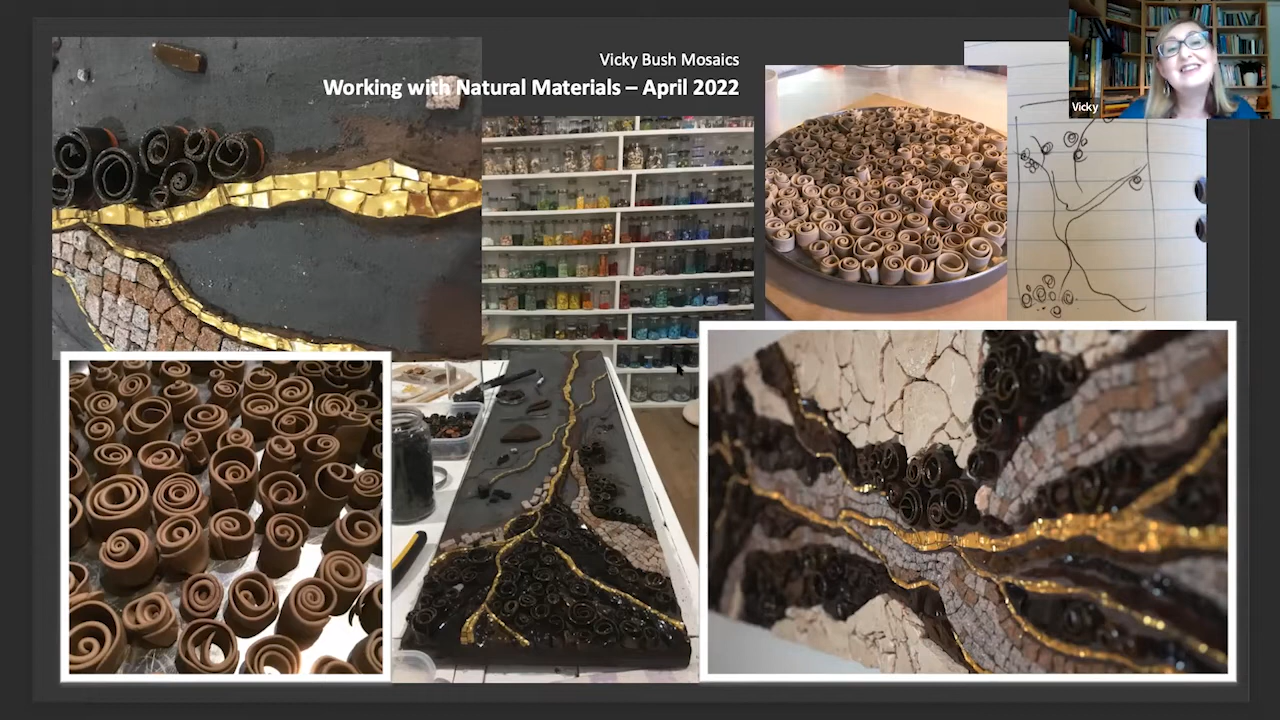 Vicky Bush Mosaics
Working with Natural Materials – April 2022
Vicky